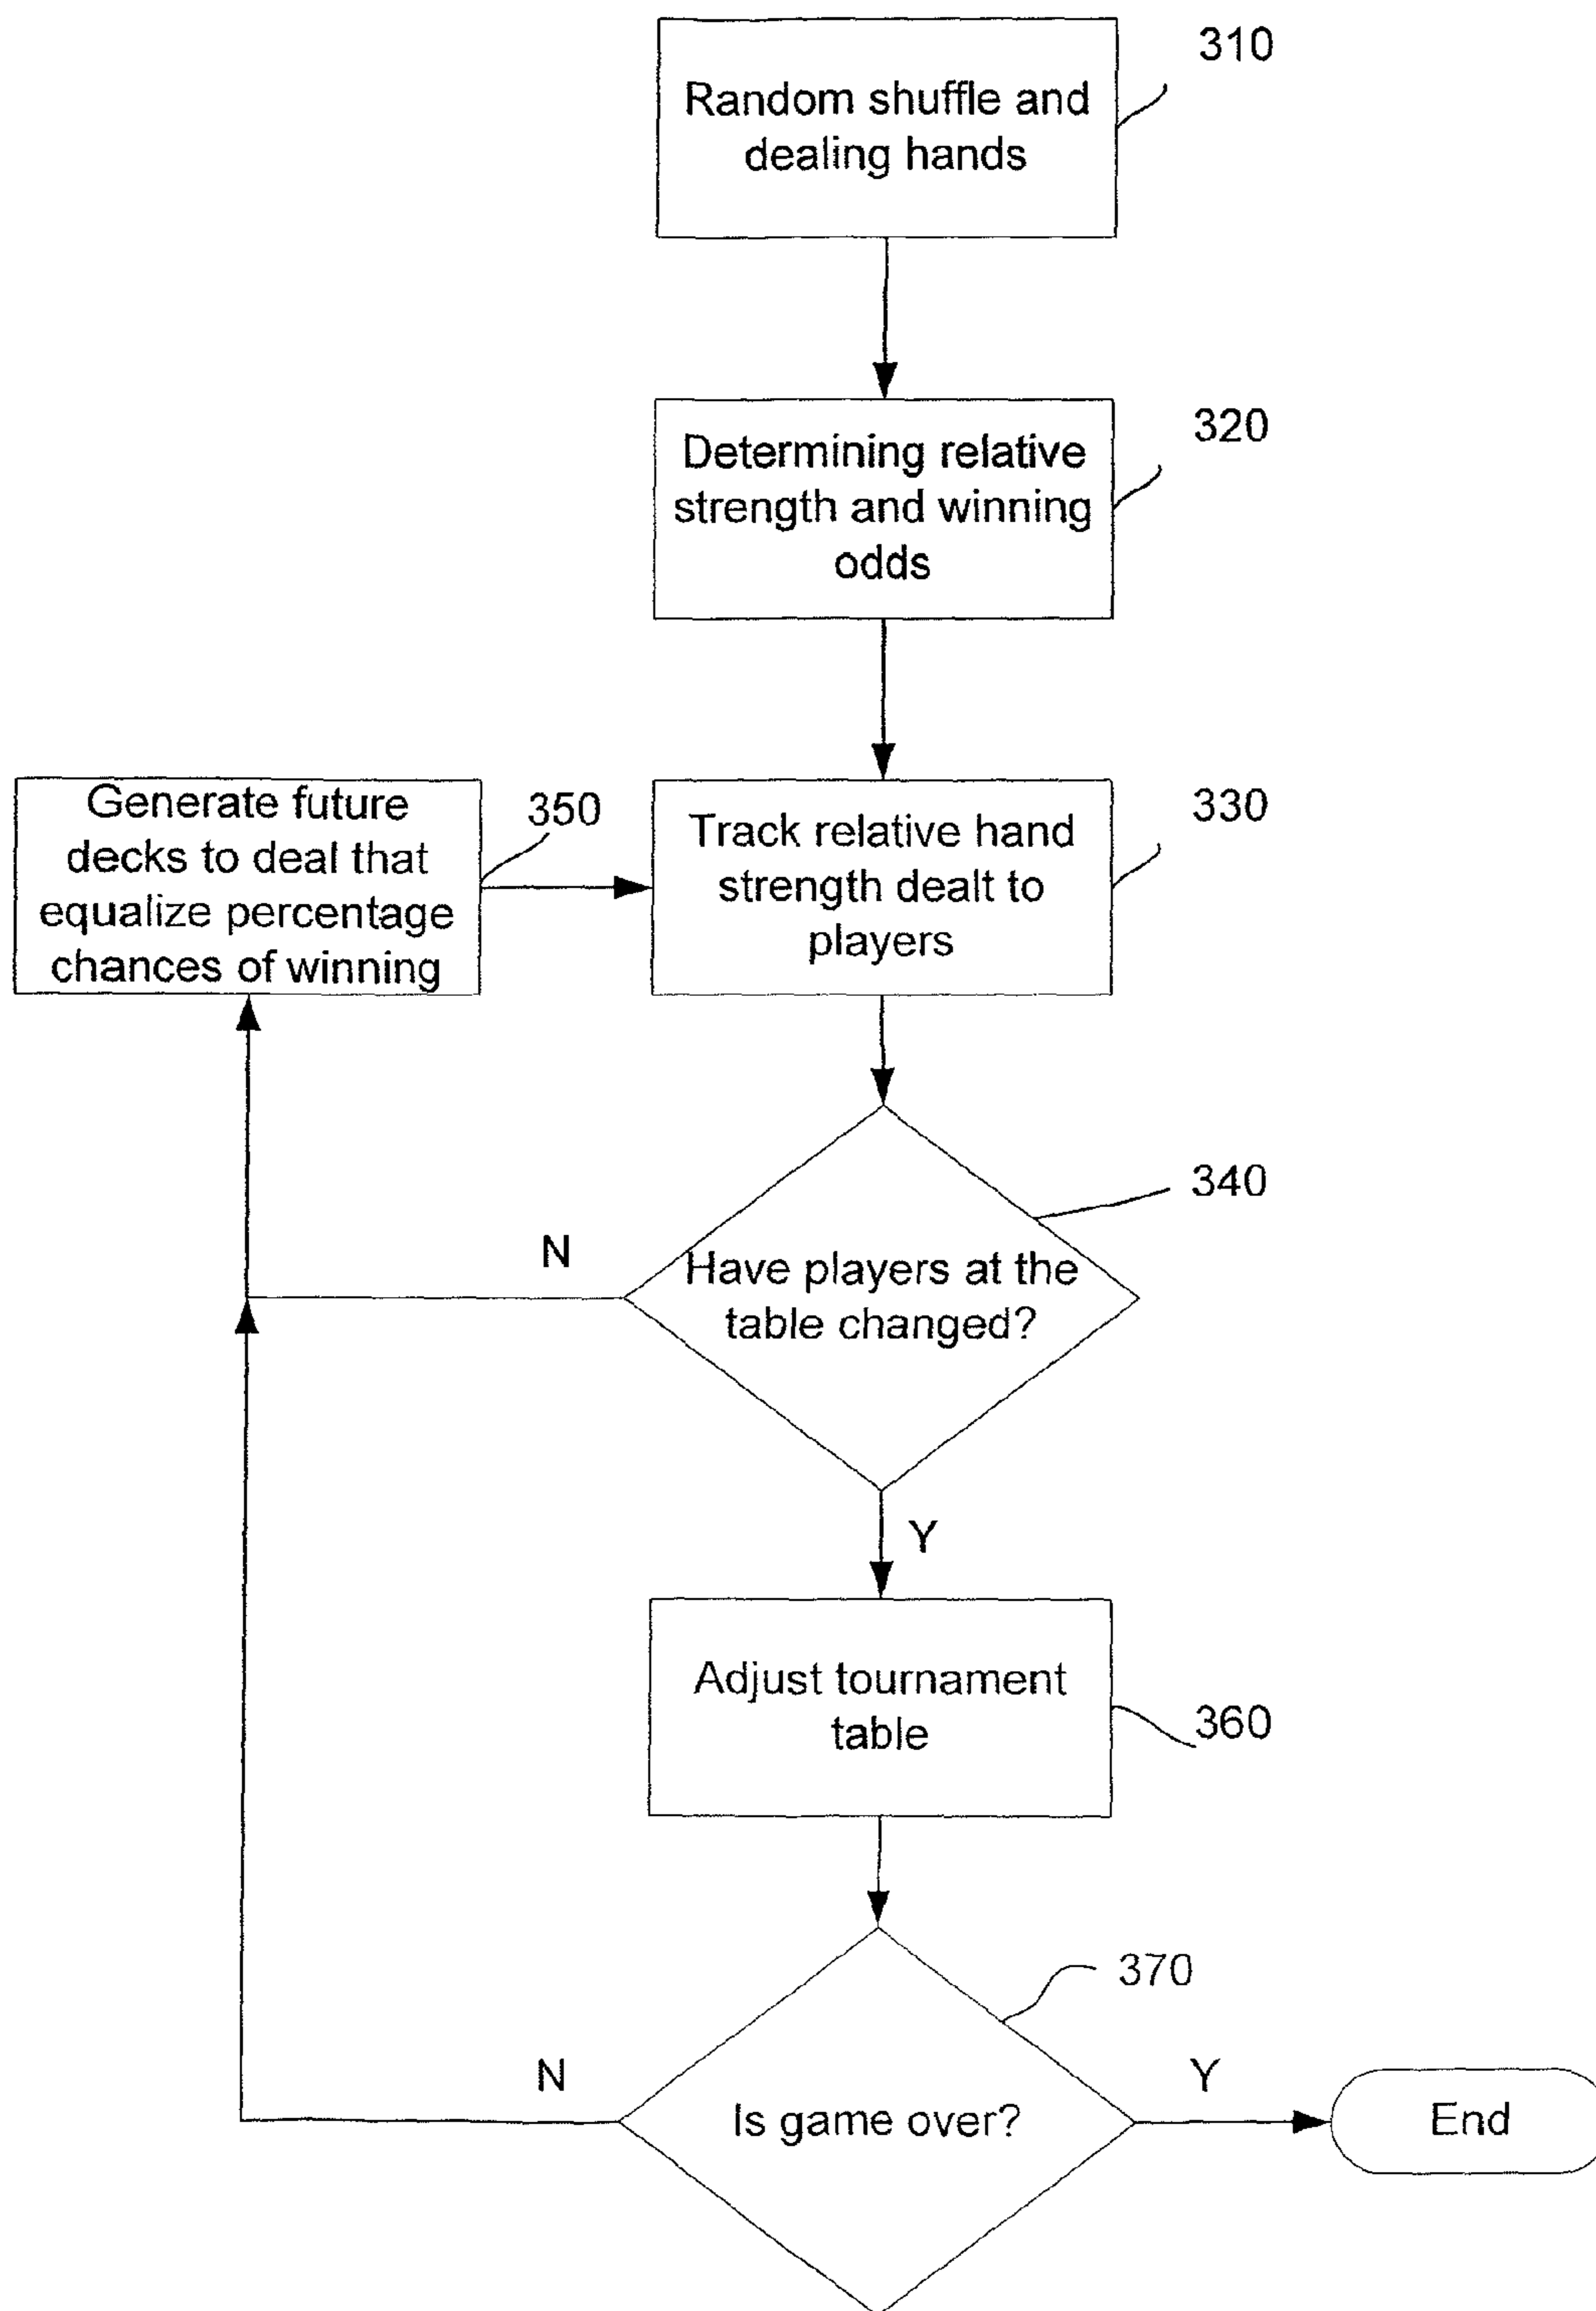 310
Random shuffle and
dealing hands
320
Determining relative
strength and winning
odds
Generate future
decks to deal that
equalize percentage
chances of winning
350
330
Track relative hand
strength dealt to
players
340
N
Have players at the
table changed?
Y
Adjust tournament
table
360
370
N
Is game over?
Y
End